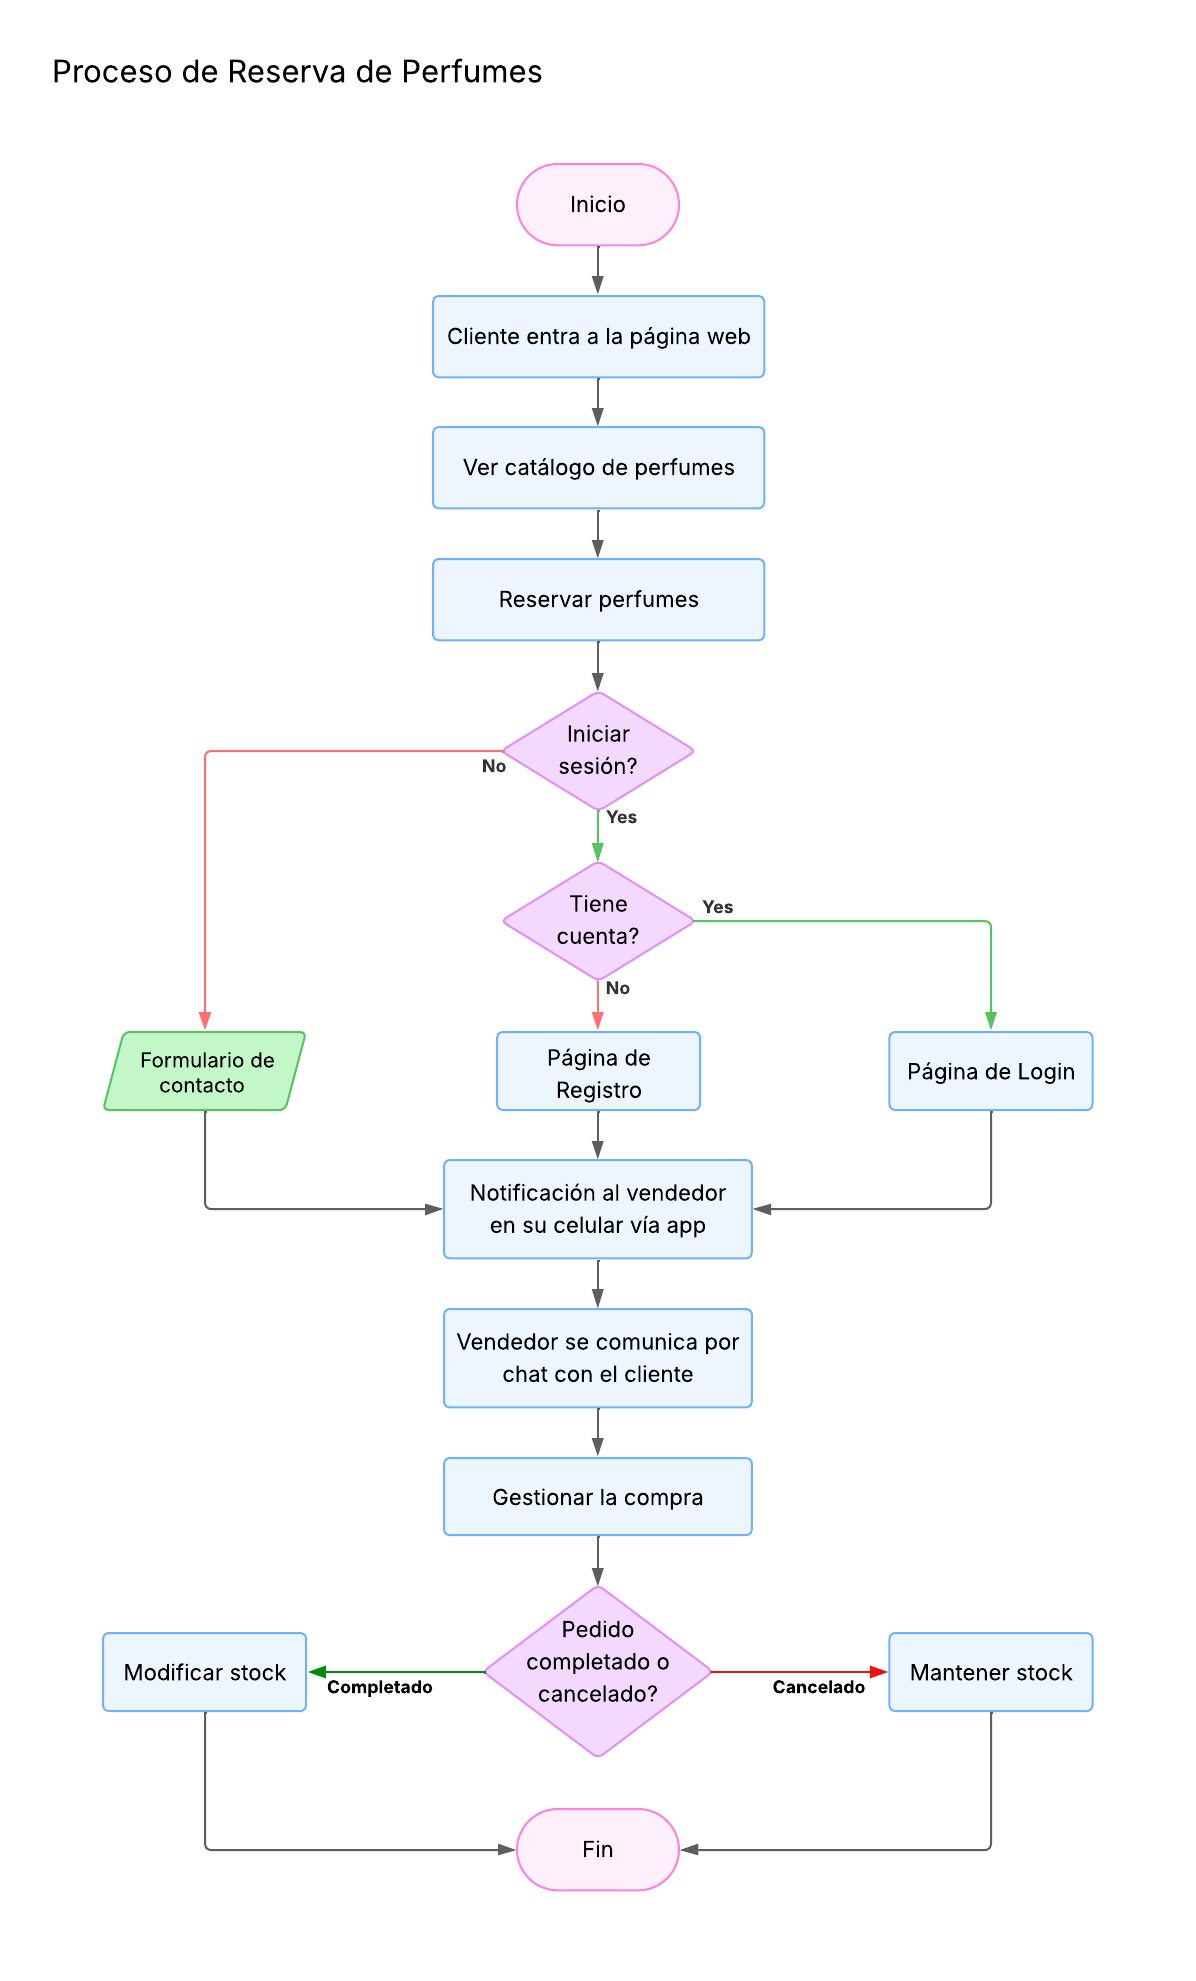 Proceso de Reserva de Perfumes
Inicio
Cliente entra a la página web
Ver catálogo de perfumes
Reservar perfumes
Iniciar
sesión?
No
Yes
Tiene
cuenta?
Yes
No
Formulario de
contacto
Página de
Registro
Página de Login
Notificación al vendedor
en su celular vía app
Vendedor se comunica por
chat con el cliente
Gestionar la compra
Pedido
completado o
cancelado?
Modificar stock
Completado
Cancelado
Mantener stock
Fin